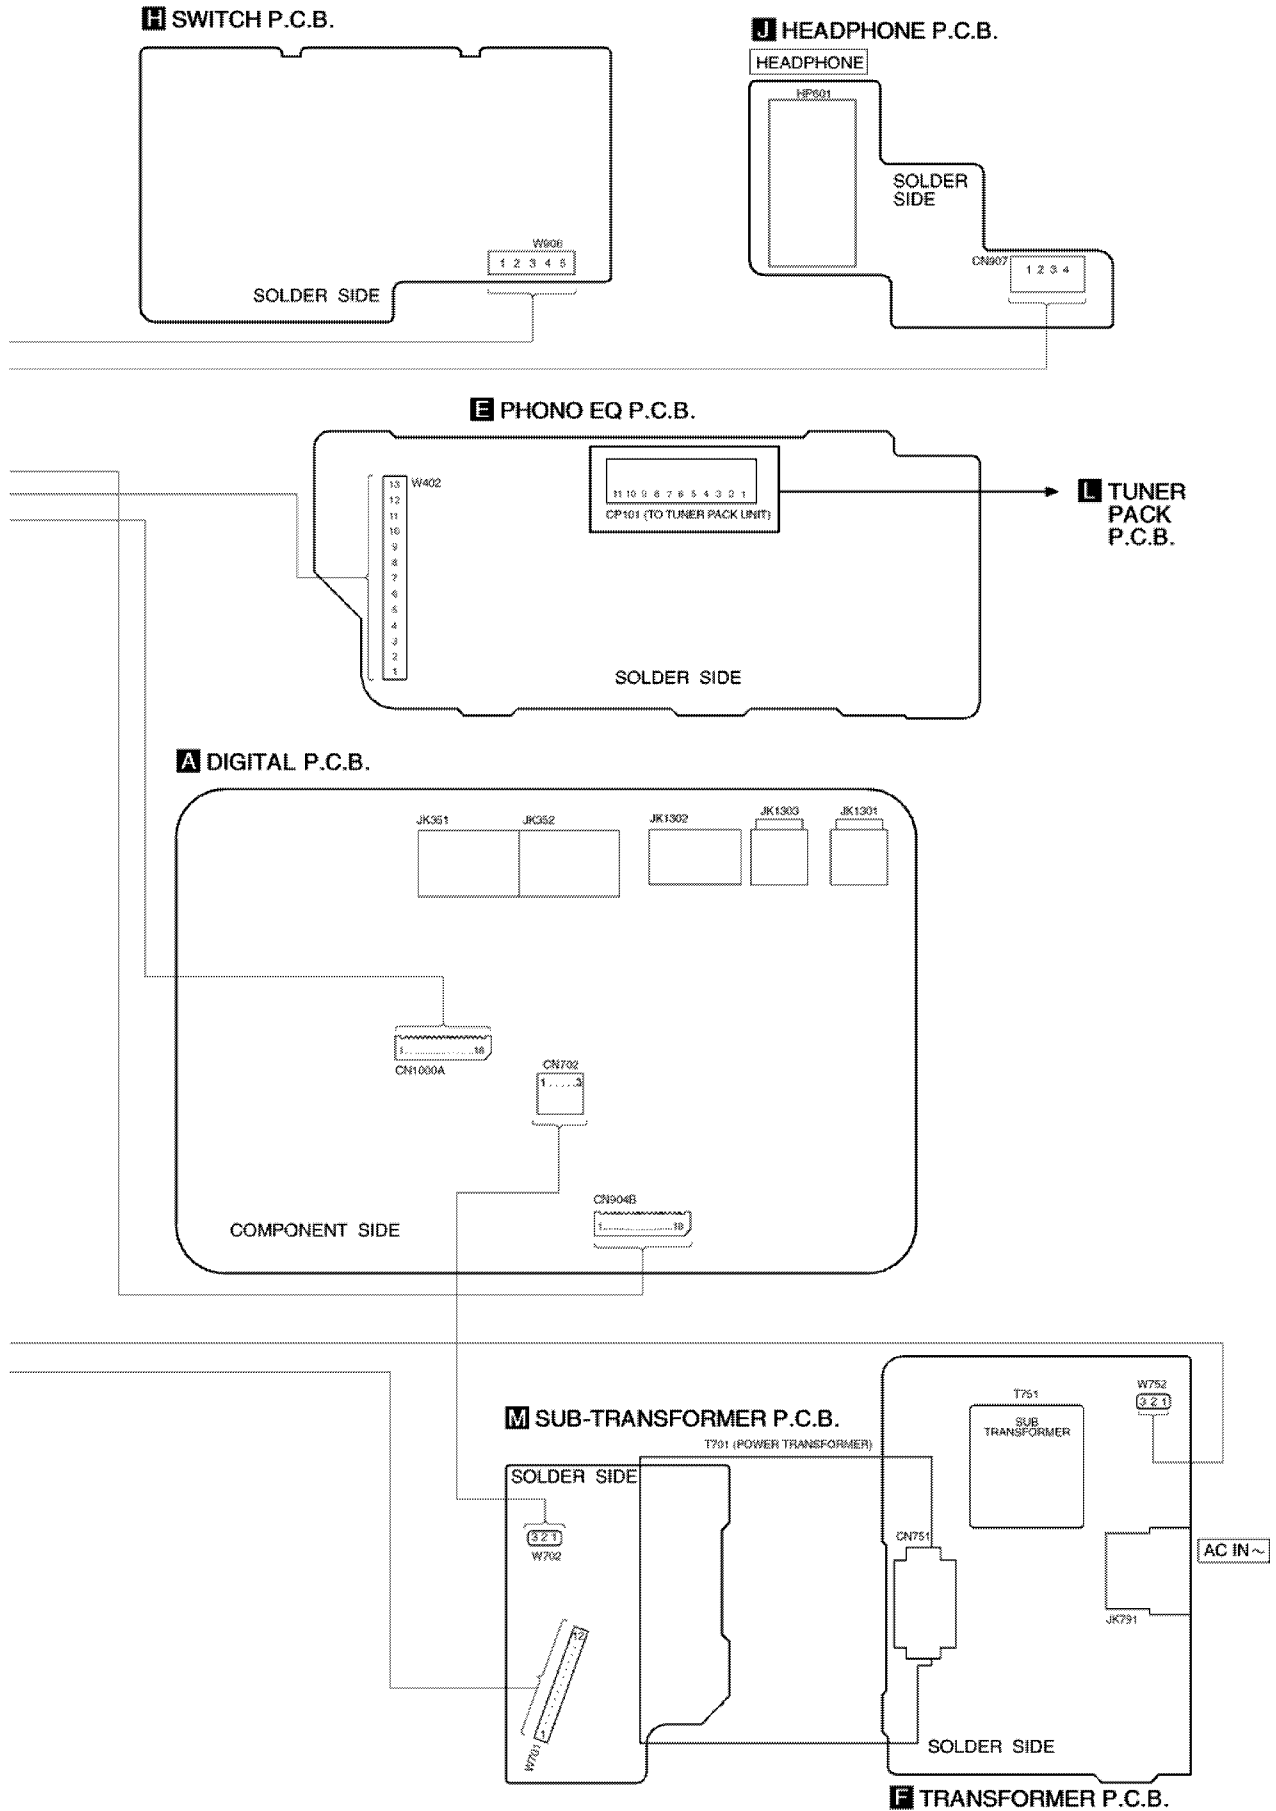 H SWITCH P.C.B.
W906
1 2 3 4 5
SOLDER SIDE
J HEADPHONE P.C.B.
HEADPHONE
HP601
SOLDER
SIDE
CN907
1 2 3 4
E PHONO EQ P.C.B.
W402
13
12
11
10
9
8
7
6
5
4
3
2
1
11 10 9 8 7 6 5 4 3 2 1
CP101 (TO TUNER PACK UNIT)
SOLDER SIDE
L TUNER
PACK
P.C.B.
A DIGITAL P.C.B.
JK351
JK352
JK1302
JK1303
JK1301
1..................18
CN1000A
CN702
1.....3
CN904B
1..................19
COMPONENT SIDE
M SUB-TRANSFORMER P.C.B.
T701 (POWER TRANSFORMER)
SOLDER SIDE
3 2 1
W702
12
1
W701
T751
SUB
TRANSFORMER
W752
3 2 1
CN751
AC IN ~
JK791
SOLDER SIDE
F TRANSFORMER P.C.B.